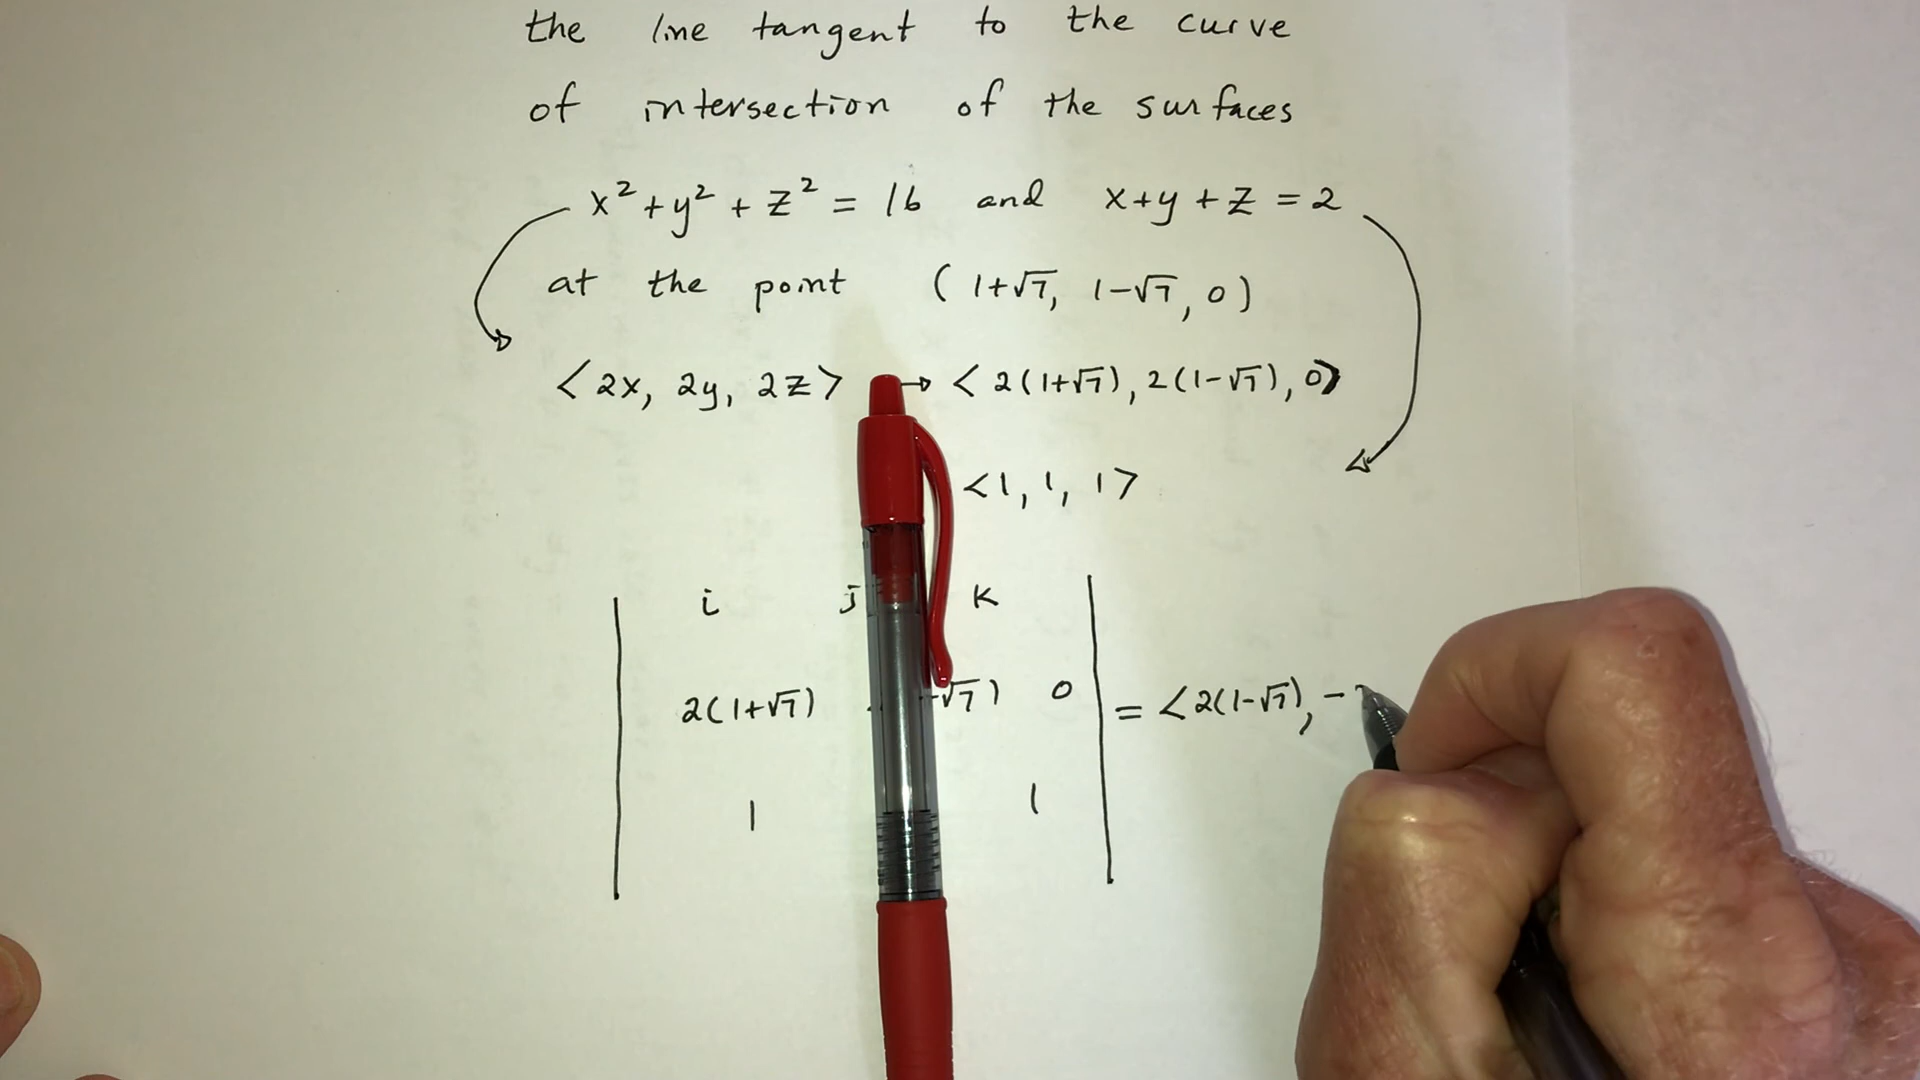 the line tangent to the curve
of intersection of the surfaces
x² + y² + z² = 16 and x + y + z = 2
at the point (1+√7, 1-√7, 0)
<2x, 2y, 2z> → <2(1+√7), 2(1-√7), 0>
<1, 1, 1>
i j k
2(1+√7) -√7) 0 = <2(1-√7), -
1 1